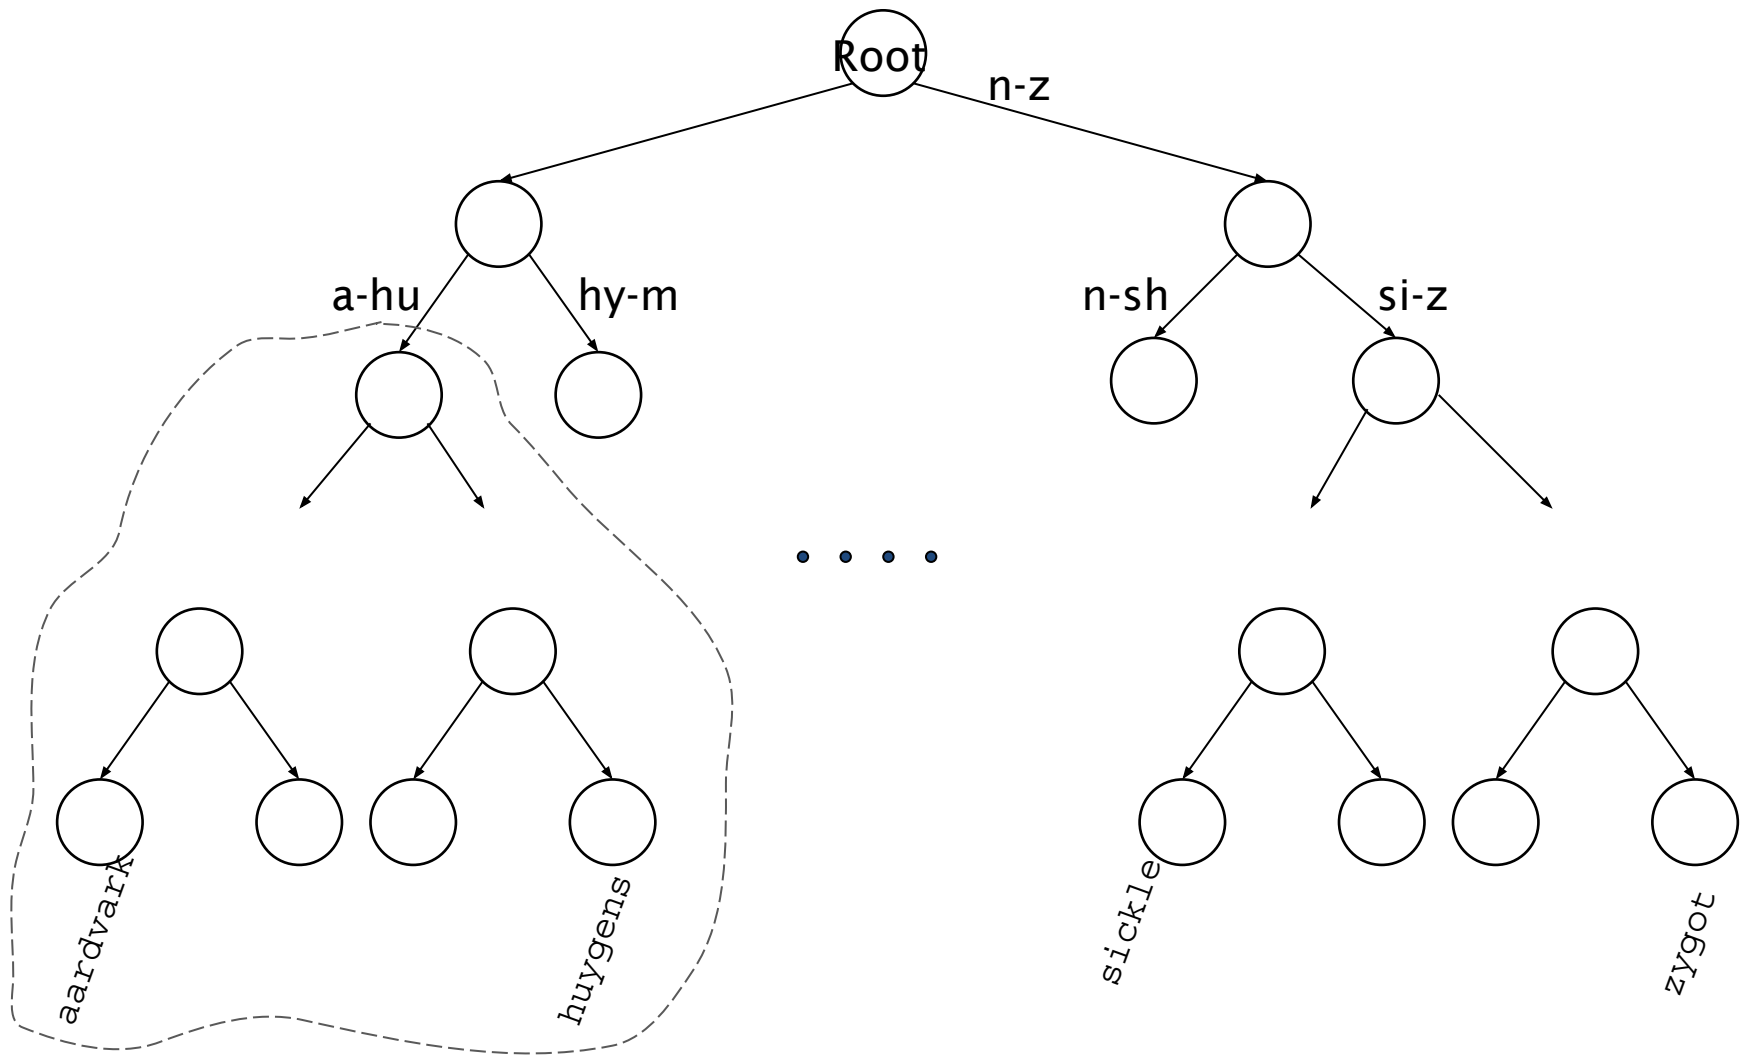 Root
n-z
a-hu
hy-m
n-sh
si-z
aardvark
huygens
sickle
zygot